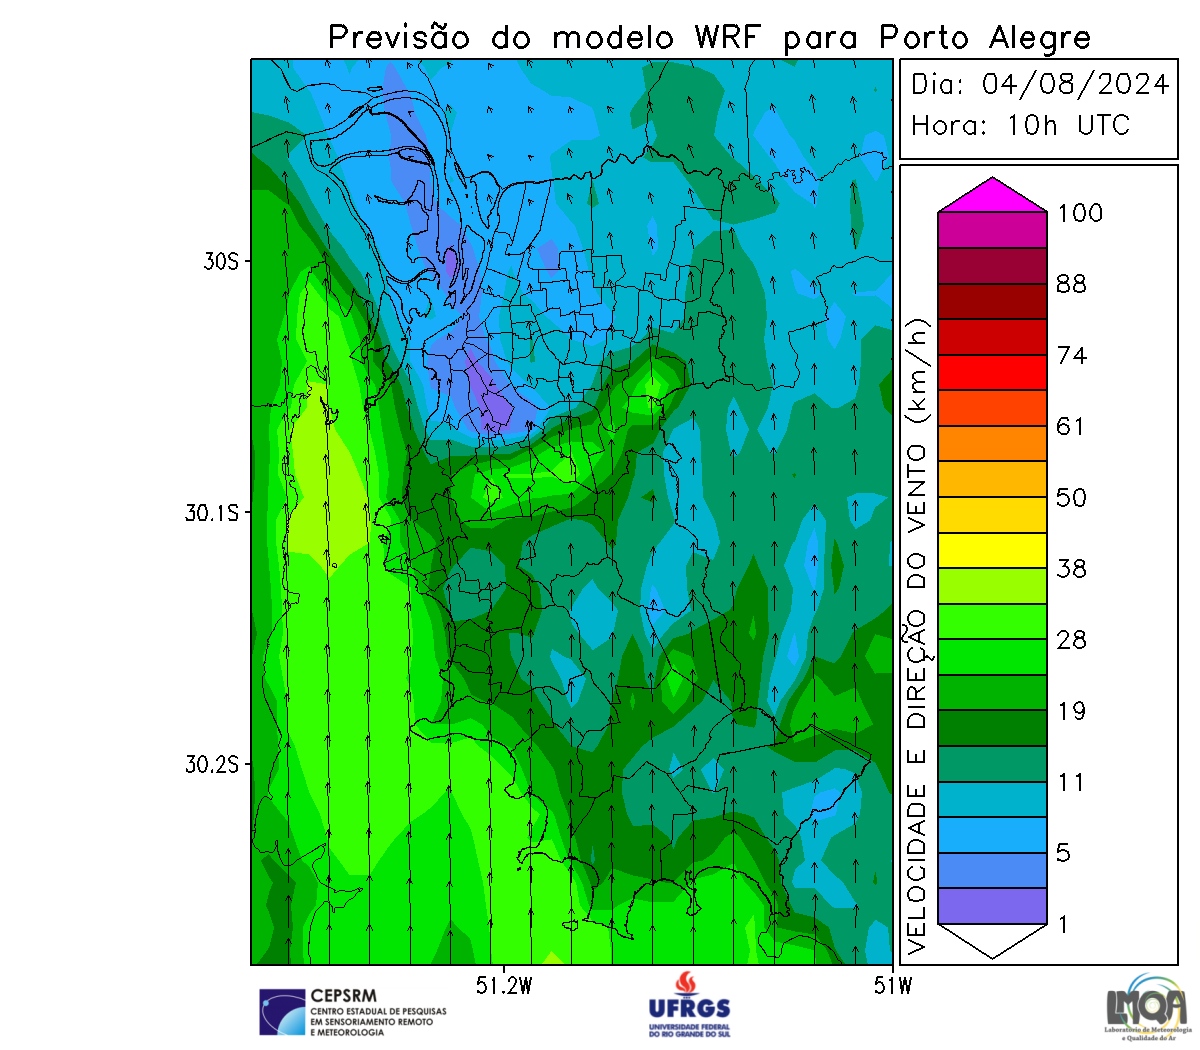 Previsão do modelo WRF para Porto Alegre
Dia: 04/08/2024
Hora: 10h UTC
30S
30.1S
30.2S
51.2W
51W
VELOCIDADE E DIREÇÃO DO VENTO (km/h)
100
88
74
61
50
38
28
19
11
5
1
CEPSRM
CENTRO ESTADUAL DE PESQUISAS
EM SENSORIAMENTO REMOTO
E METEOROLOGIA
UFRGS
UNIVERSIDADE FEDERAL
DO RIO GRANDE DO SUL
LMQA
Laboratório de Meteorologia
e Qualidade do Ar